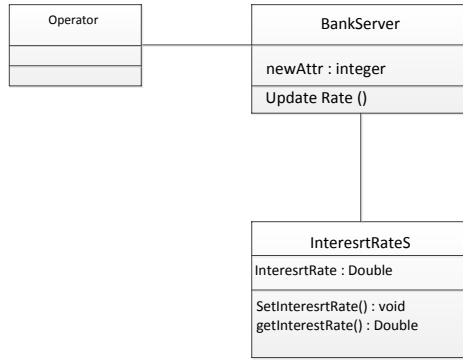 Operator
BankServer
newAttr : integer
Update Rate ()
InteresrtRateS
InteresrtRate : Double
SetInteresrtRate() : void
getInterestRate() : Double